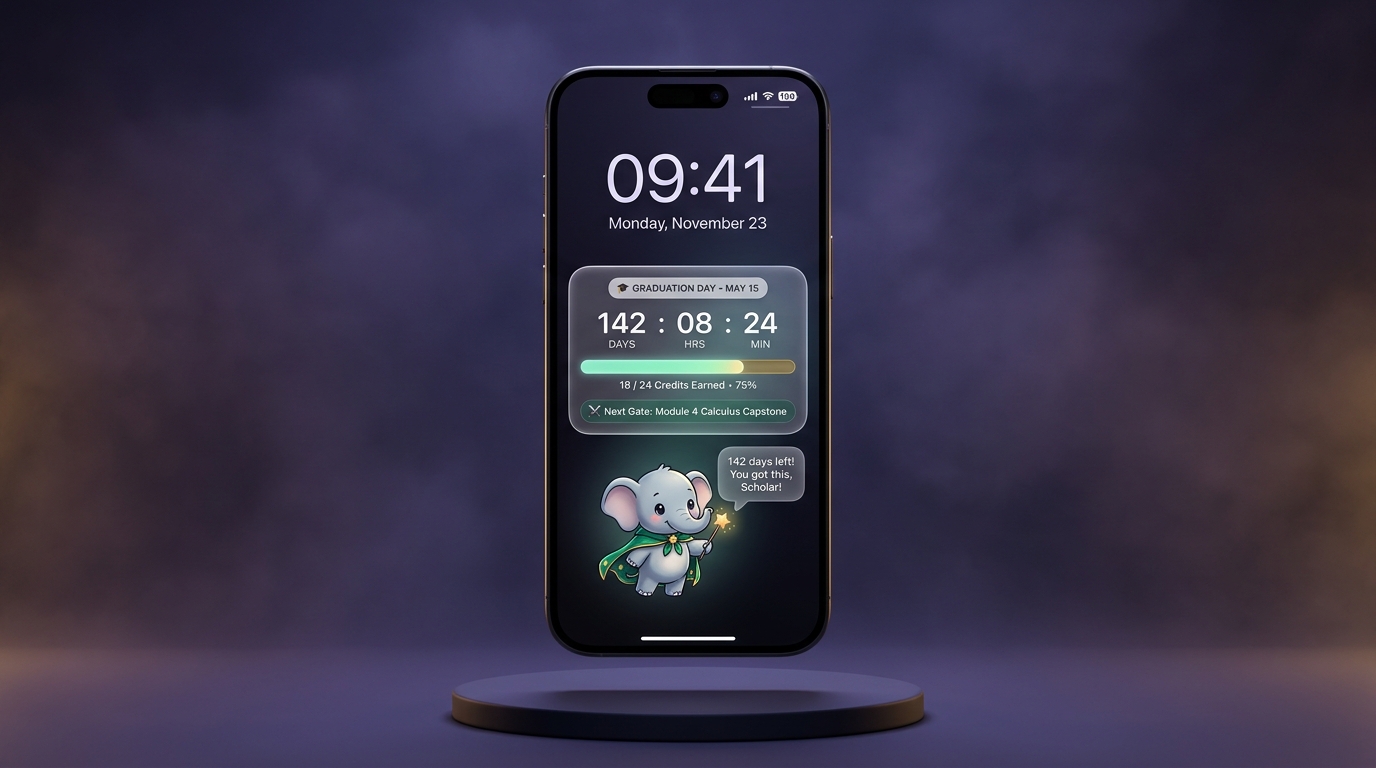 100
09:41
Monday, November 23
🎓 GRADUATION DAY - MAY 15
142 : 08 : 24
DAYS HRS MIN
18 / 24 Credits Earned • 75%
⚔ Next Gate: Module 4 Calculus Capstone
142 days left!
You got this,
Scholar!